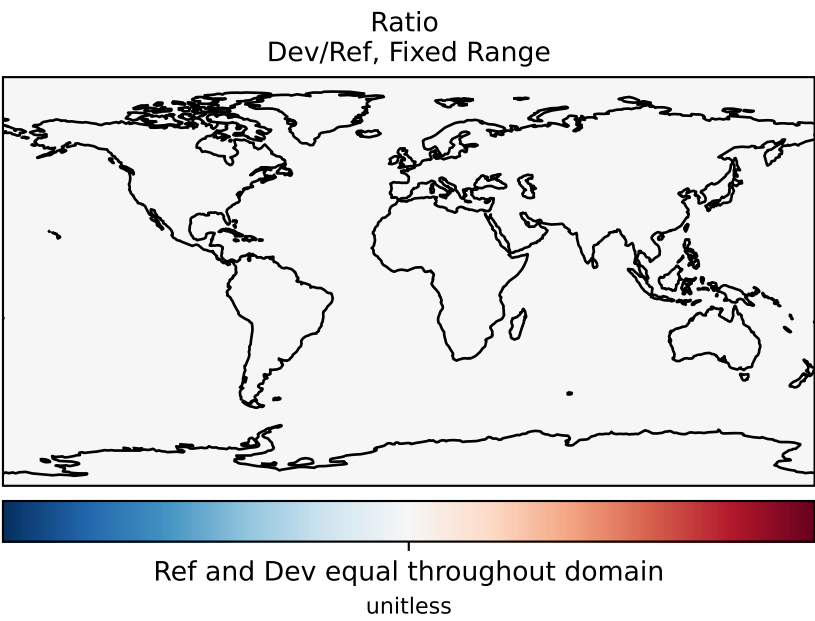 Ratio
Dev/Ref, Fixed Range
Ref and Dev equal throughout domain
unitless